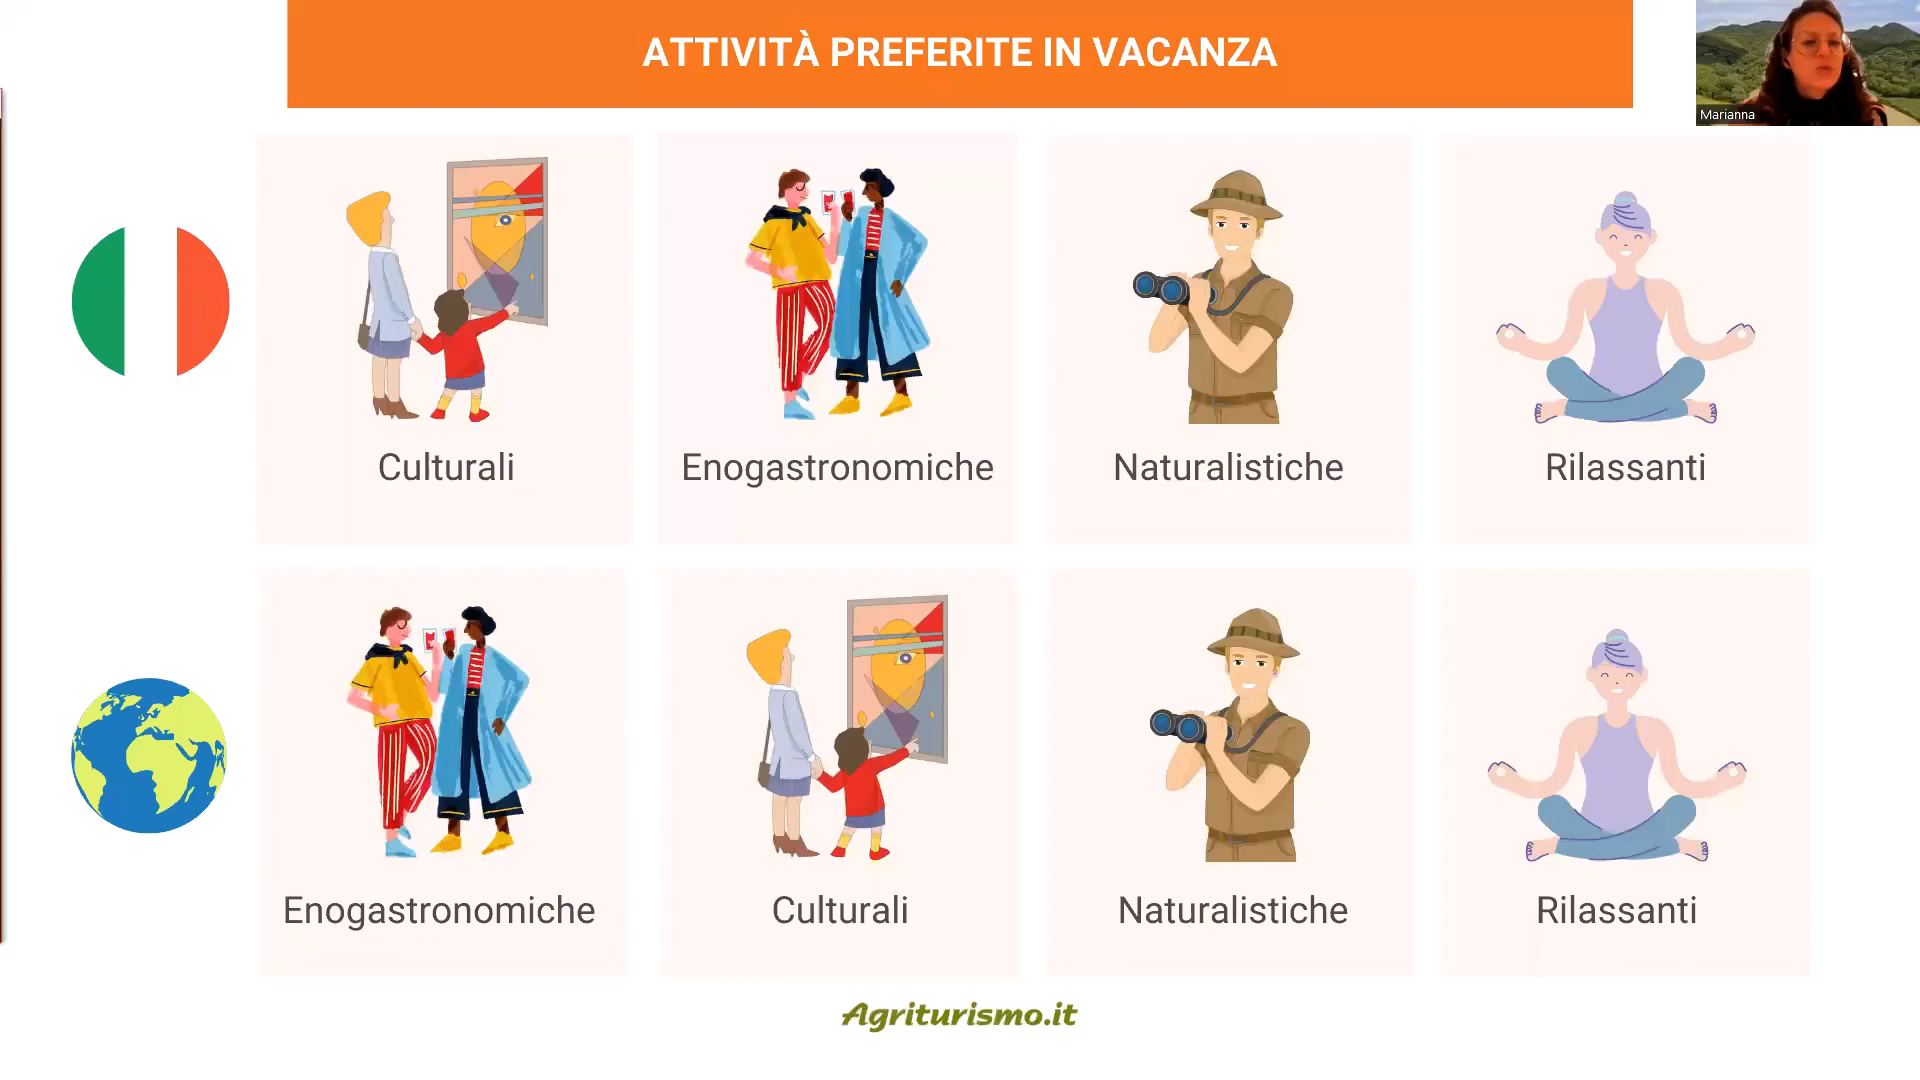 ATTIVITÀ PREFERITE IN VACANZA
Marianna
Culturali
Enogastronomiche
Naturalistiche
Rilassanti
Enogastronomiche
Culturali
Naturalistiche
Rilassanti
Agriturismo.it